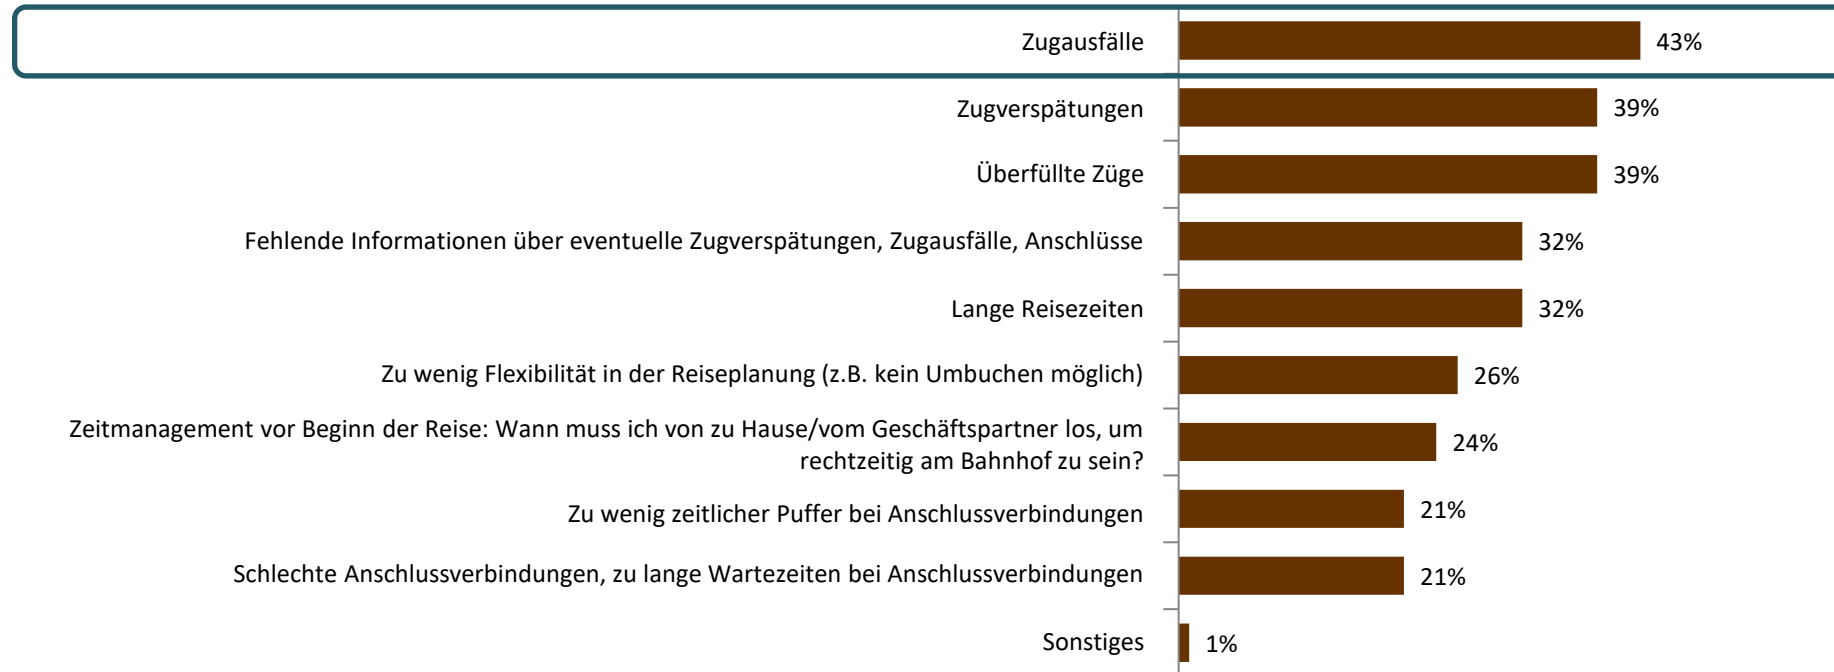 Zugausfälle 43%
Zugverspätungen 39%
Überfüllte Züge 39%
Fehlende Informationen über eventuelle Zugverspätungen, Zugausfälle, Anschlüsse 32%
Lange Reisezeiten 32%
Zu wenig Flexibilität in der Reiseplanung (z.B. kein Umbuchen möglich) 26%
Zeitmanagement vor Beginn der Reise: Wann muss ich von zu Hause/vom Geschäftspartner los, um
rechtzeitig am Bahnhof zu sein? 24%
Zu wenig zeitlicher Puffer bei Anschlussverbindungen 21%
Schlechte Anschlussverbindungen, zu lange Wartezeiten bei Anschlussverbindungen 21%
Sonstiges 1%